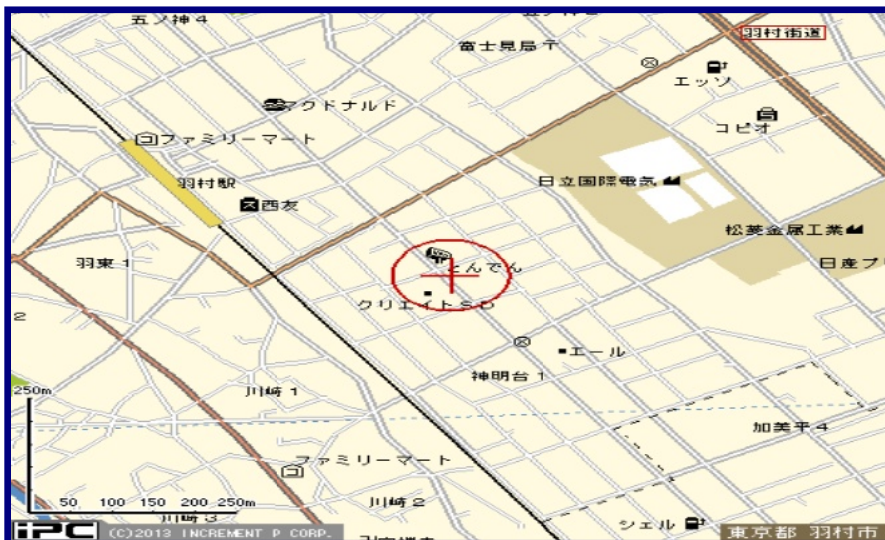 五ノ神4
富士見局〒
羽村街道
エッソ
マクドナルド
コピオ
ファミリーマート
羽村駅
日立国際電気
西友
松菱金属工業
羽東1
とんでん
日産プリ
クリエイトSD
2
エール
250m
神明台1
川崎1
加美平4
ファミリーマート
50 100 150 200 250m
川崎2
川崎3
シェル
iPC (C)2013 INCREMENT P CORP.
東京都 羽村市